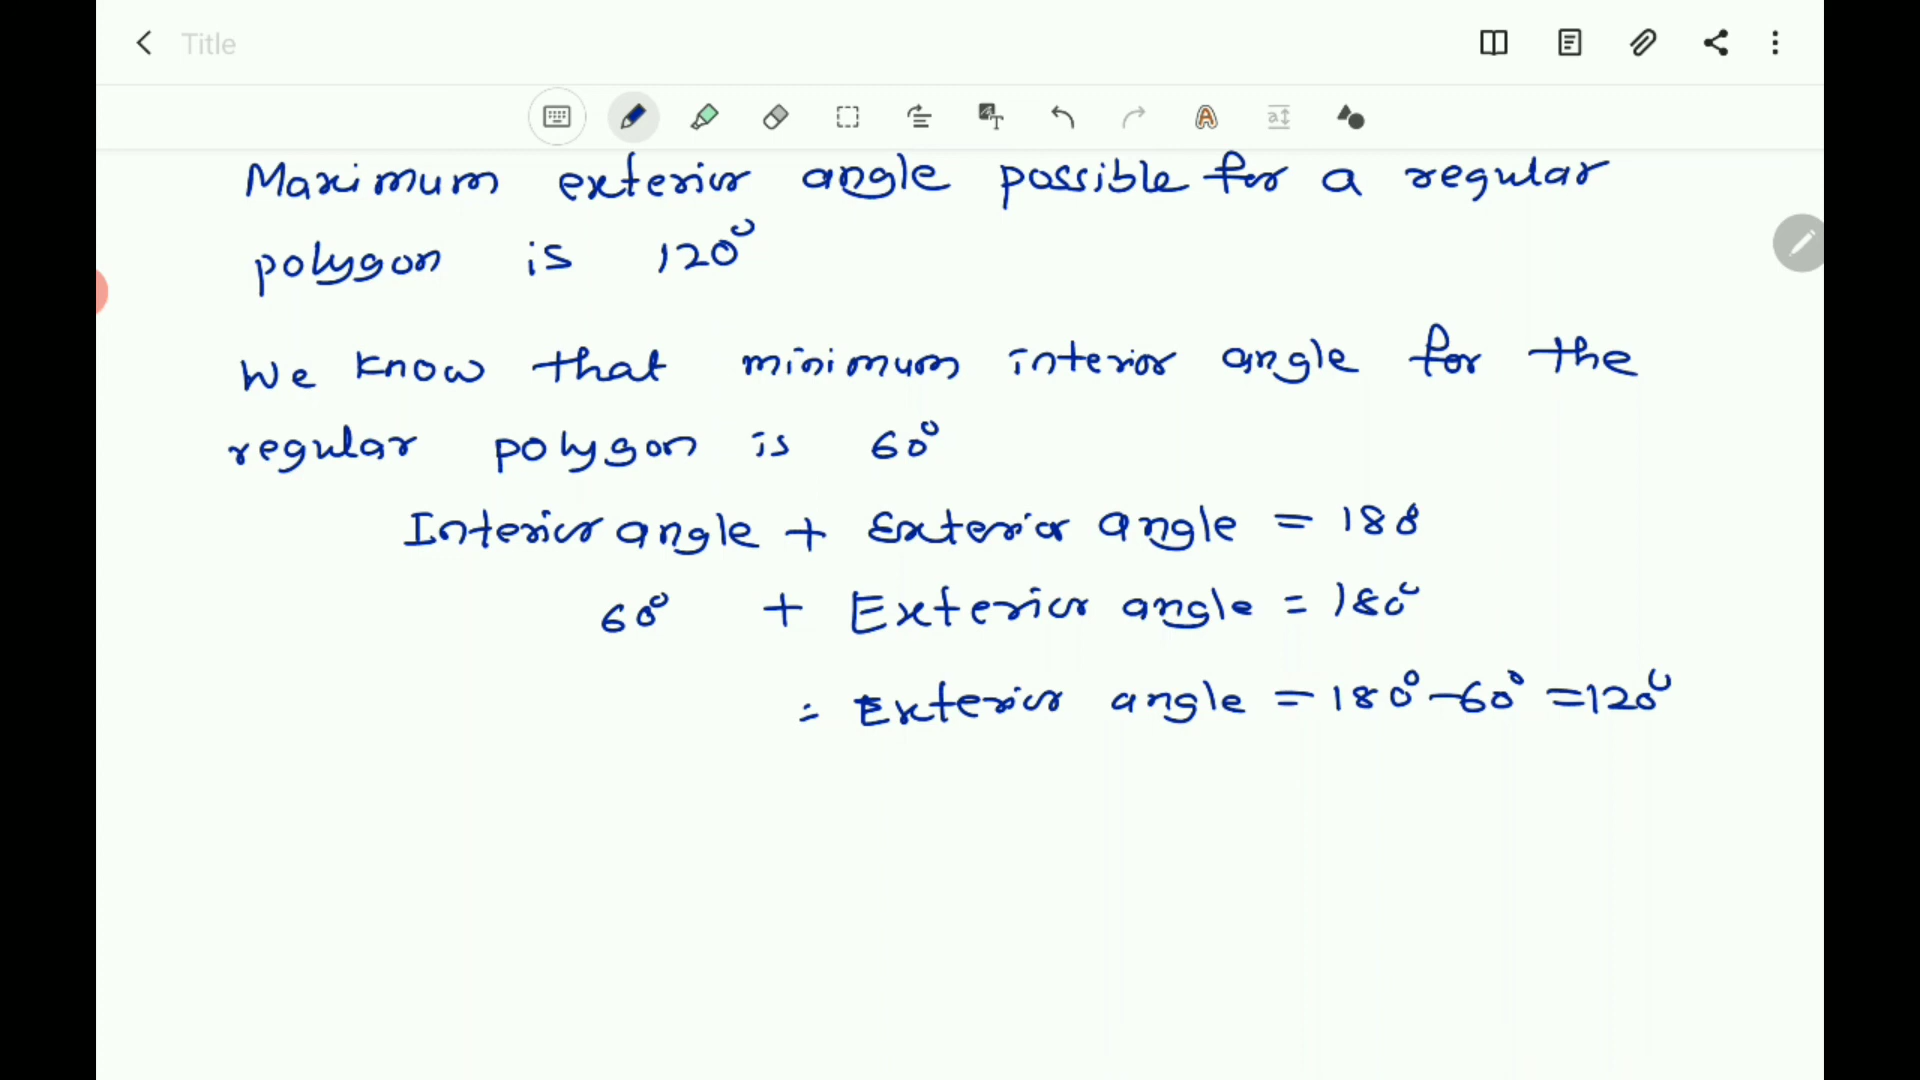 Title
Maximum exterior angle possible for a regular
polygon is 120°
We know that minimum interior angle for the
regular polygon is 60°
Interior angle + Exterior angle = 180
60° + Exterior angle = 180°
= Exterior angle = 180° - 60° = 120°